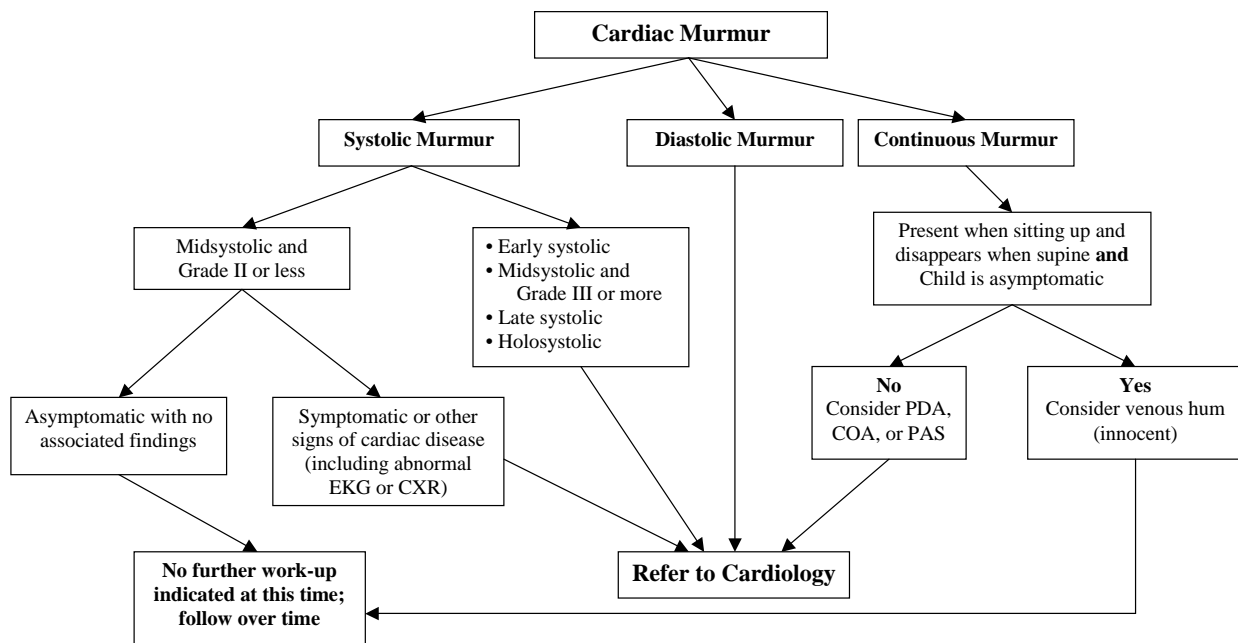 Cardiac Murmur
Systolic Murmur
Diastolic Murmur
Continuous Murmur
Midsystolic and
Grade II or less
• Early systolic
• Midsystolic and
Grade III or more
• Late systolic
• Holosystolic
Present when sitting up and
disappears when supine and
Child is asymptomatic
Asymptomatic with no
associated findings
Symptomatic or other
signs of cardiac disease
(including abnormal
EKG or CXR)
No
Consider PDA,
COA, or PAS
Yes
Consider venous hum
(innocent)
No further work-up
indicated at this time;
follow over time
Refer to Cardiology